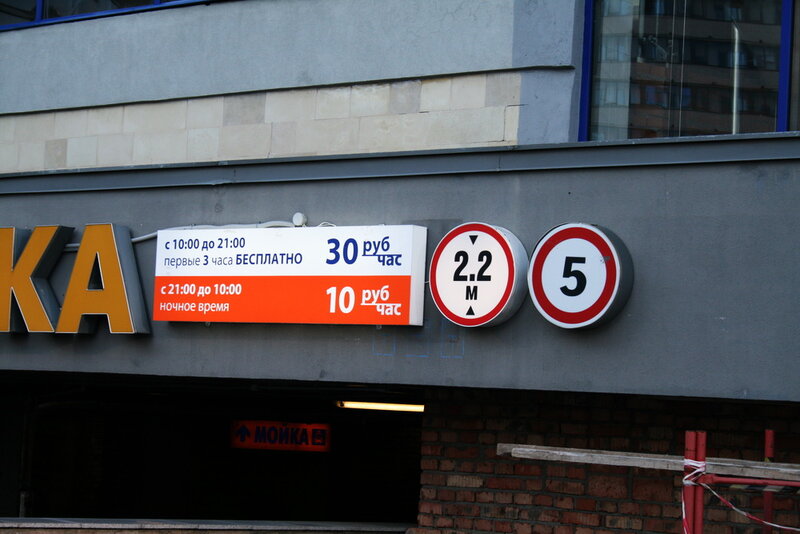 КА
с 10:00 до 21:00
первые 3 часа БЕСПЛАТНО
30 руб
час
с 21:00 до 10:00
ночное время
10 руб
час
2.2
м
5
МОЙКА